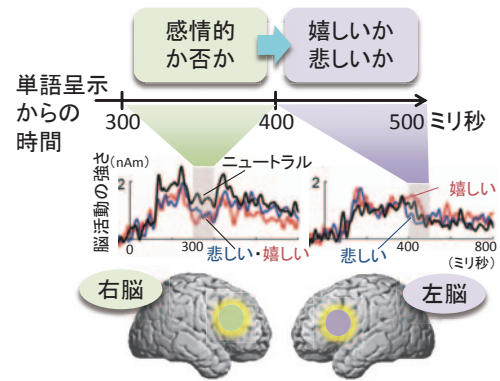 感情的
か否か
嬉しいか
悲しいか
単語呈示
からの
時間
300
400
500 ミリ秒
脳活動の強さ
(nAm)
2
ニュートラル
0
300
悲しい・嬉しい
2
嬉しい
悲しい
0
400
800
(ミリ秒)
右脳
左脳